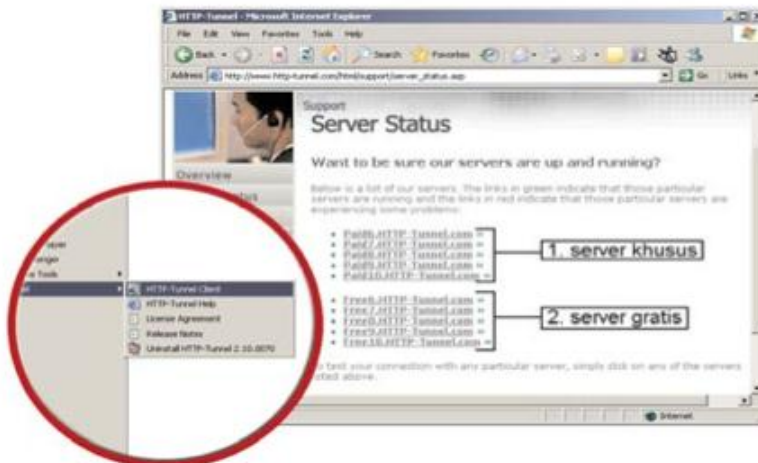 HTTP-Tunnel - Microsoft Internet Explorer
File Edit View Favorites Tools Help
Back Search Favorites
Address http://www.http-tunnel.com/html/support/server_status.asp Go Links
Support
Server Status
Want to be sure our servers are up and running?
Overview
Below is a list of our servers. The links in green indicate that those particular
servers are running and the links in red indicate that those particular servers are
experiencing some problems:
Paid6.HTTP-Tunnel.com
Paid7.HTTP-Tunnel.com
Paid8.HTTP-Tunnel.com
Paid9.HTTP-Tunnel.com
Paid10.HTTP-Tunnel.com
1. server khusus
Free6.HTTP-Tunnel.com
Free7.HTTP-Tunnel.com
Free8.HTTP-Tunnel.com
Free9.HTTP-Tunnel.com
Free10.HTTP-Tunnel.com
2. server gratis
To test your connection with any particular server, simply click on any of the servers
listed above.
Tools
HTTP-Tunnel Client
HTTP-Tunnel Help
License Agreement
Release Notes
Uninstall HTTP-Tunnel 2.10.0070
Internet